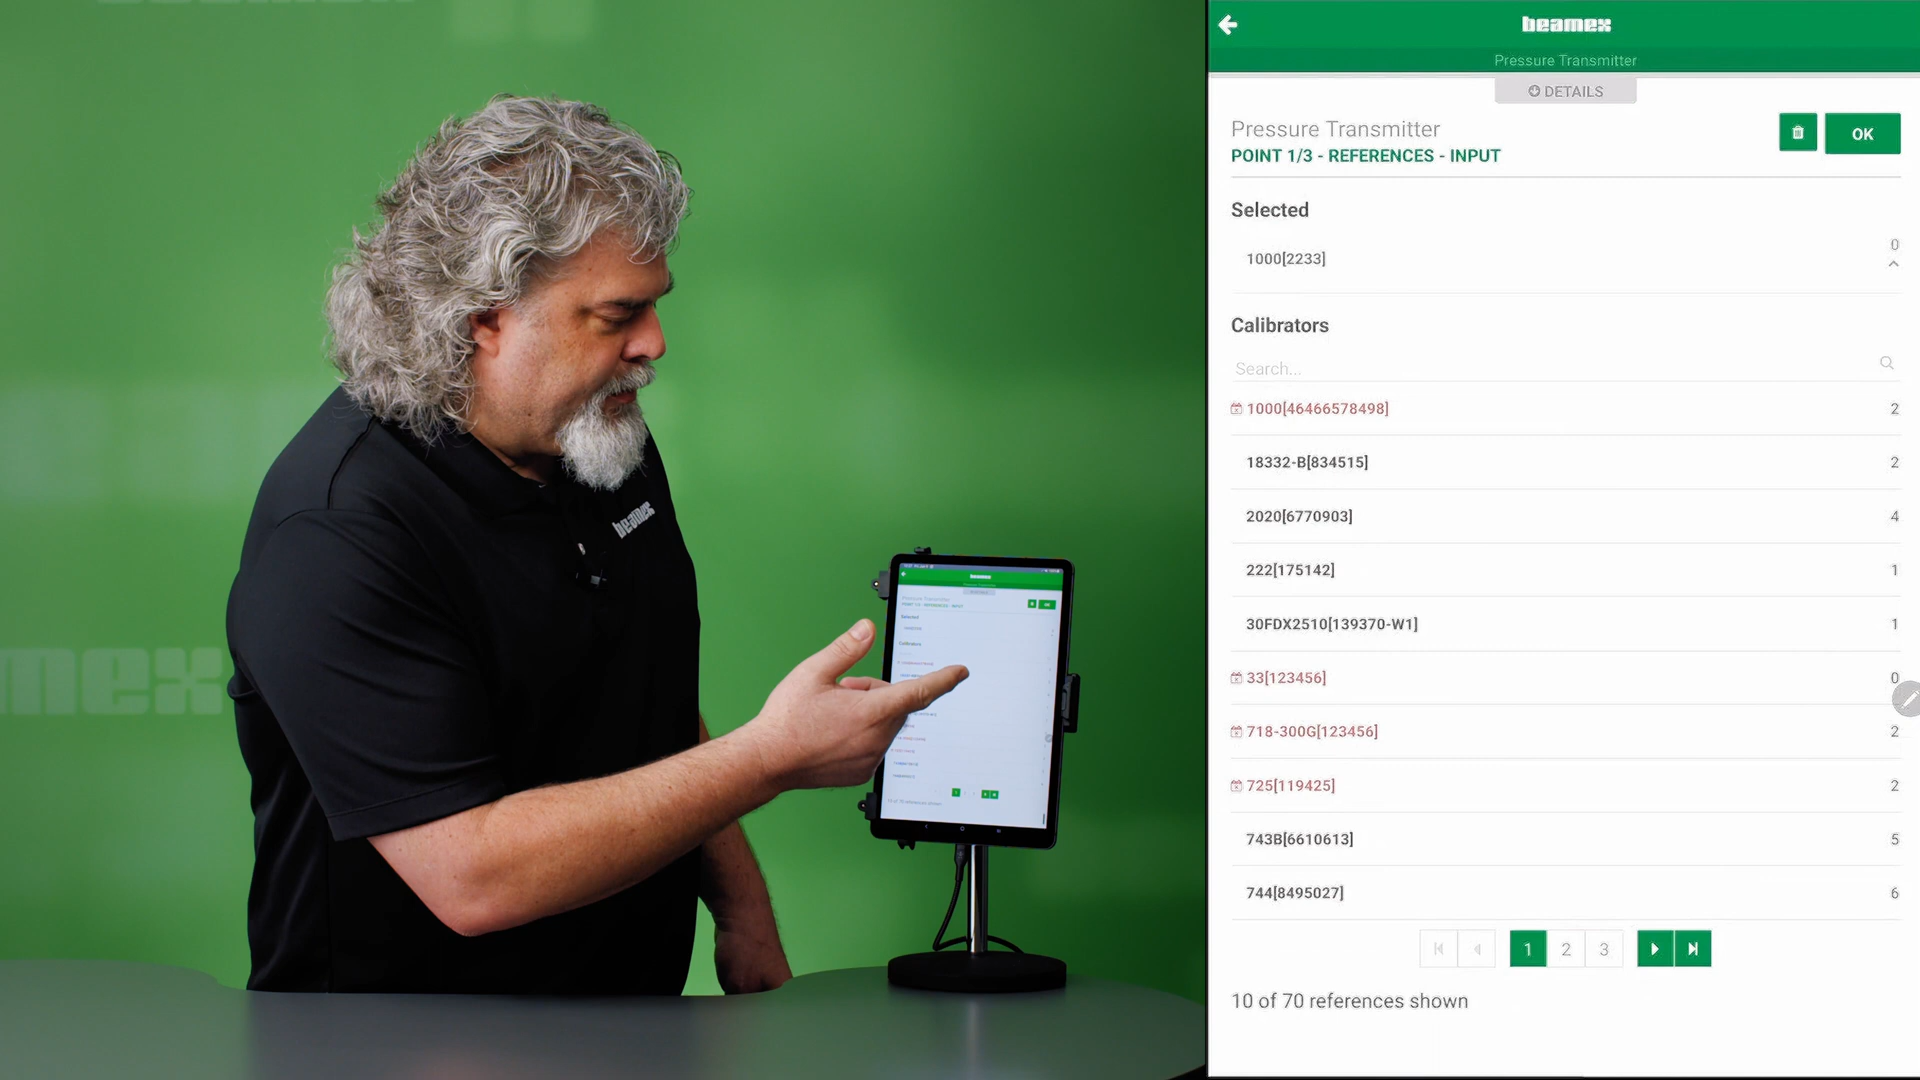 beamex
Pressure Transmitter
DETAILS
Pressure Transmitter
POINT 1/3 - REFERENCES - INPUT
OK
Selected
1000[2233]
0
Calibrators
Search...
1000[46466578498]
2
18332-B[834515]
2
2020[6770903]
4
222[175142]
1
30FDX2510[139370-W1]
1
33[123456]
0
718-300G[123456]
2
725[119425]
2
743B[6610613]
5
744[8495027]
6
1
2
3
10 of 70 references shown
beamex
mex